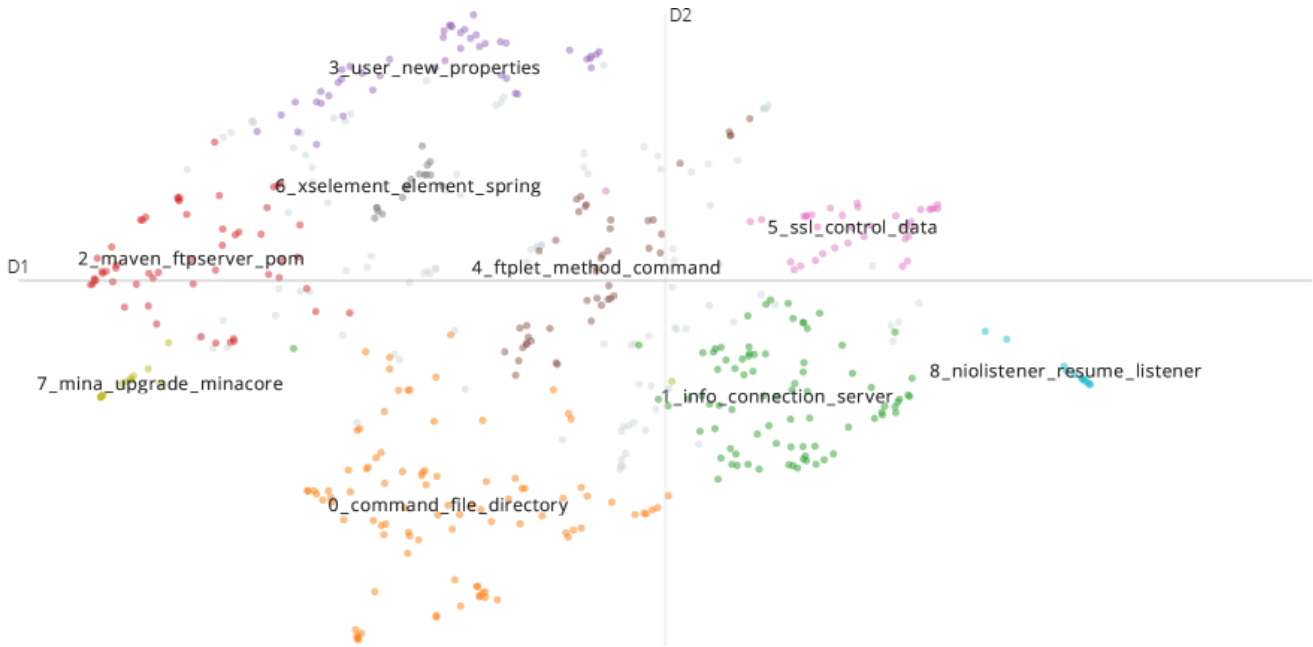 D2
3_user_new_properties
6_xselement_element_spring
5_ssl_control_data
2_maven_ftpserver_pom
D1
4_ftplet_method_command
8_niolistener_resume_listener
7_mina_upgrade_minacore
1_info_connection_server
0_command_file_directory